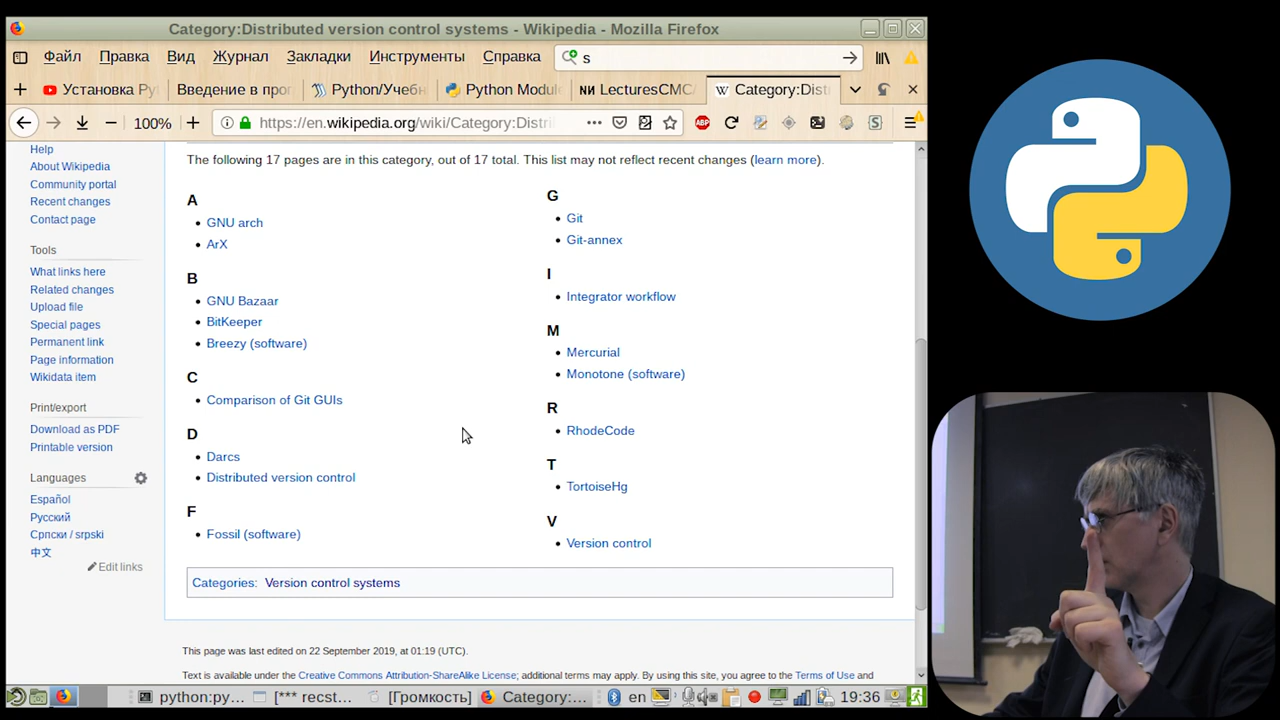 Category:Distributed version control systems - Wikipedia - Mozilla Firefox
Файл Правка Вид Журнал Закладки Инструменты Справка s
Установка Py Введение в прог Python/Учебн Python Module LecturesCMC/ W Category:Distr
100% https://en.wikipedia.org/wiki/Category:Distri ABP S
Help
About Wikipedia
Community portal
Recent changes
Contact page
Tools
What links here
Related changes
Upload file
Special pages
Permanent link
Page information
Wikidata item
Print/export
Download as PDF
Printable version
Languages
Español
Русский
Српски / srpski
中文
Edit links
The following 17 pages are in this category, out of 17 total. This list may not reflect recent changes (learn more).
A
GNU arch
ArX
B
GNU Bazaar
BitKeeper
Breezy (software)
C
Comparison of Git GUIs
D
Darcs
Distributed version control
F
Fossil (software)
G
Git
Git-annex
I
Integrator workflow
M
Mercurial
Monotone (software)
R
RhodeCode
T
TortoiseHg
V
Version control
Categories: Version control systems
This page was last edited on 22 September 2019, at 01:19 (UTC).
Text is available under the Creative Commons Attribution-ShareAlike License; additional terms may apply. By using this site, you agree to the Terms of Use and
python:py... [*** recst... [Громкость] Category:... en 19:36